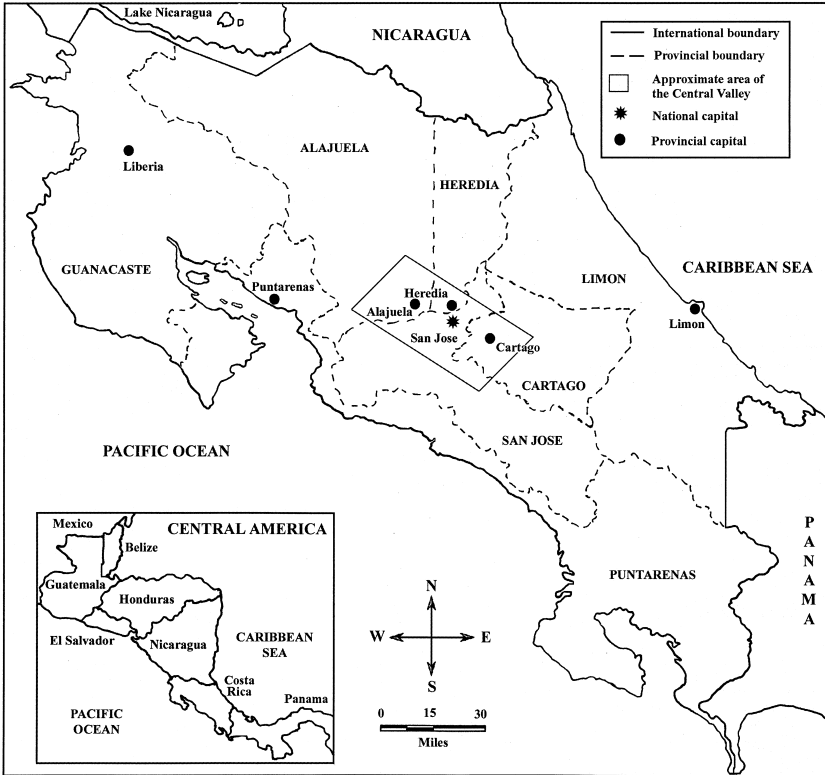 Lake Nicaragua
NICARAGUA
International boundary
Provincial boundary
Approximate area of
the Central Valley
National capital
Provincial capital
ALAJUELA
Liberia
HEREDIA
GUANACASTE
LIMON
CARIBBEAN SEA
Puntarenas
Heredia
Alajuela
San Jose
Limon
Cartago
CARTAGO
SAN JOSE
PACIFIC OCEAN
PANAMA
PUNTARENAS
CENTRAL AMERICA
Mexico
Belize
Guatemala
Honduras
El Salvador
Nicaragua
CARIBBEAN
SEA
Costa
Rica
Panama
PACIFIC
OCEAN
N
W
E
S
0 15 30
Miles